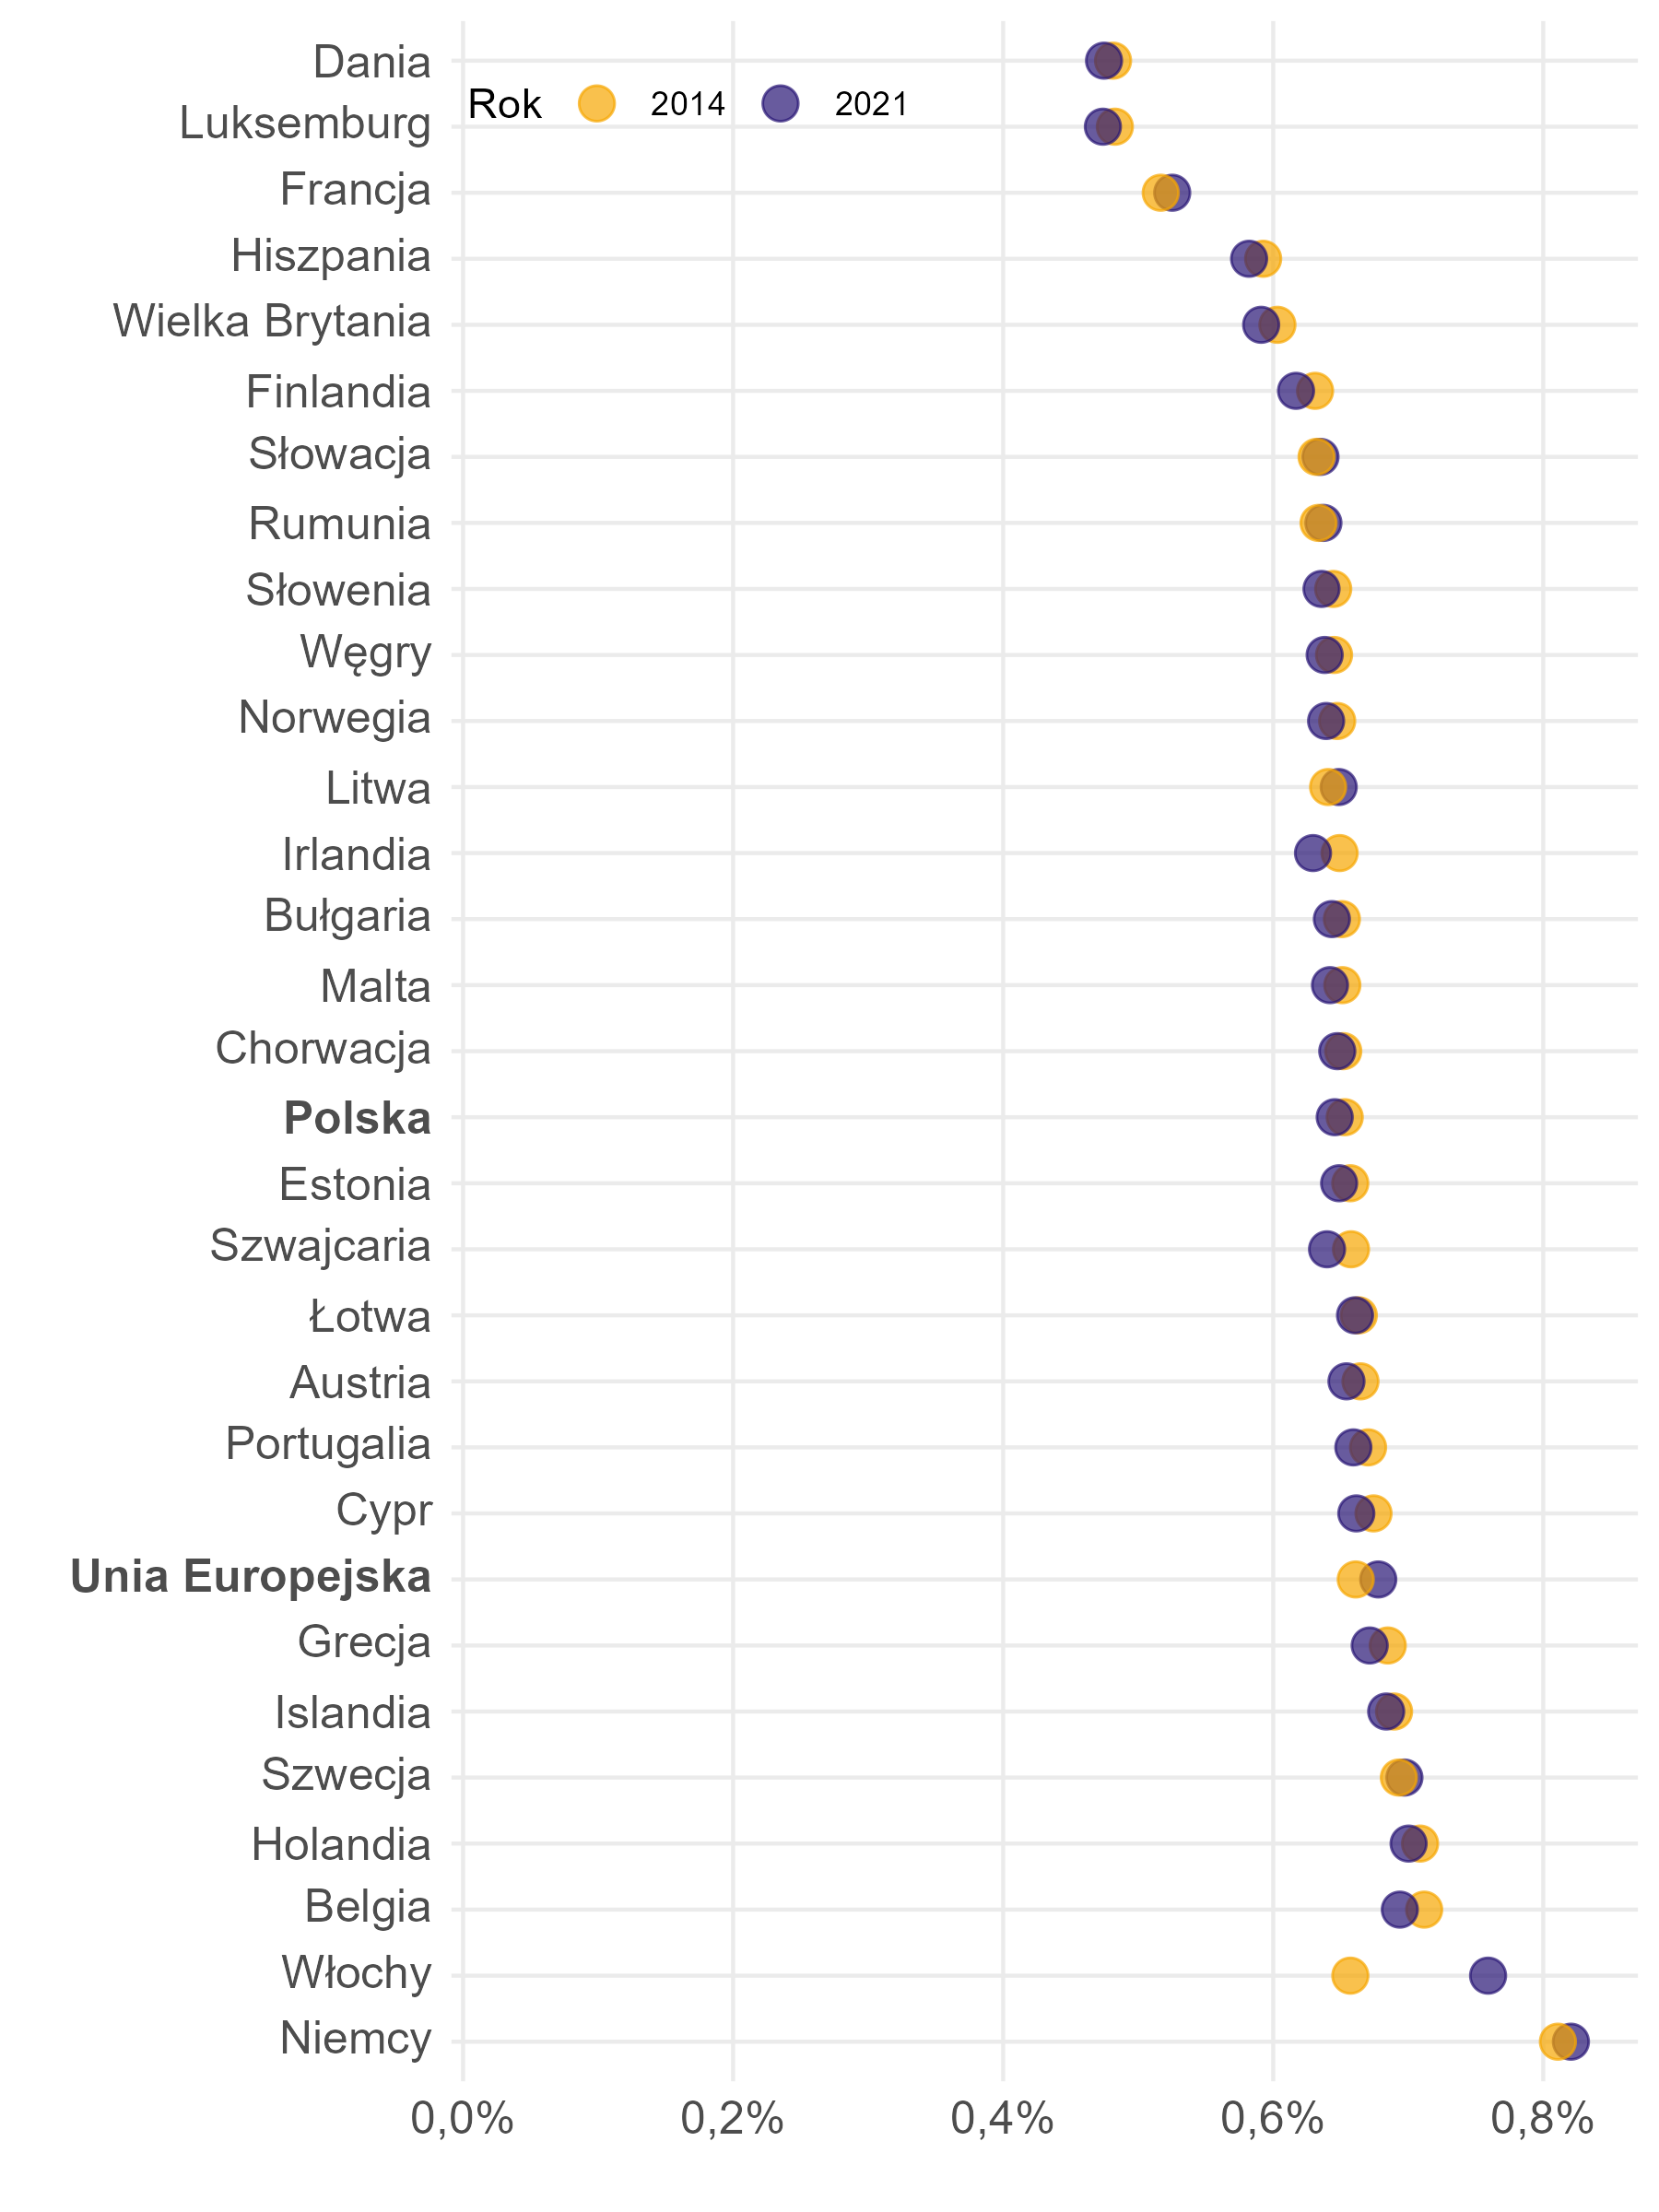 Dania
Rok 2014 2021
Luksemburg
Francja
Hiszpania
Wielka Brytania
Finlandia
Słowacja
Rumunia
Słowenia
Węgry
Norwegia
Litwa
Irlandia
Bułgaria
Malta
Chorwacja
Polska
Estonia
Szwajcaria
Łotwa
Austria
Portugalia
Cypr
Unia Europejska
Grecja
Islandia
Szwecja
Holandia
Belgia
Włochy
Niemcy
0,0% 0,2% 0,4% 0,6% 0,8%